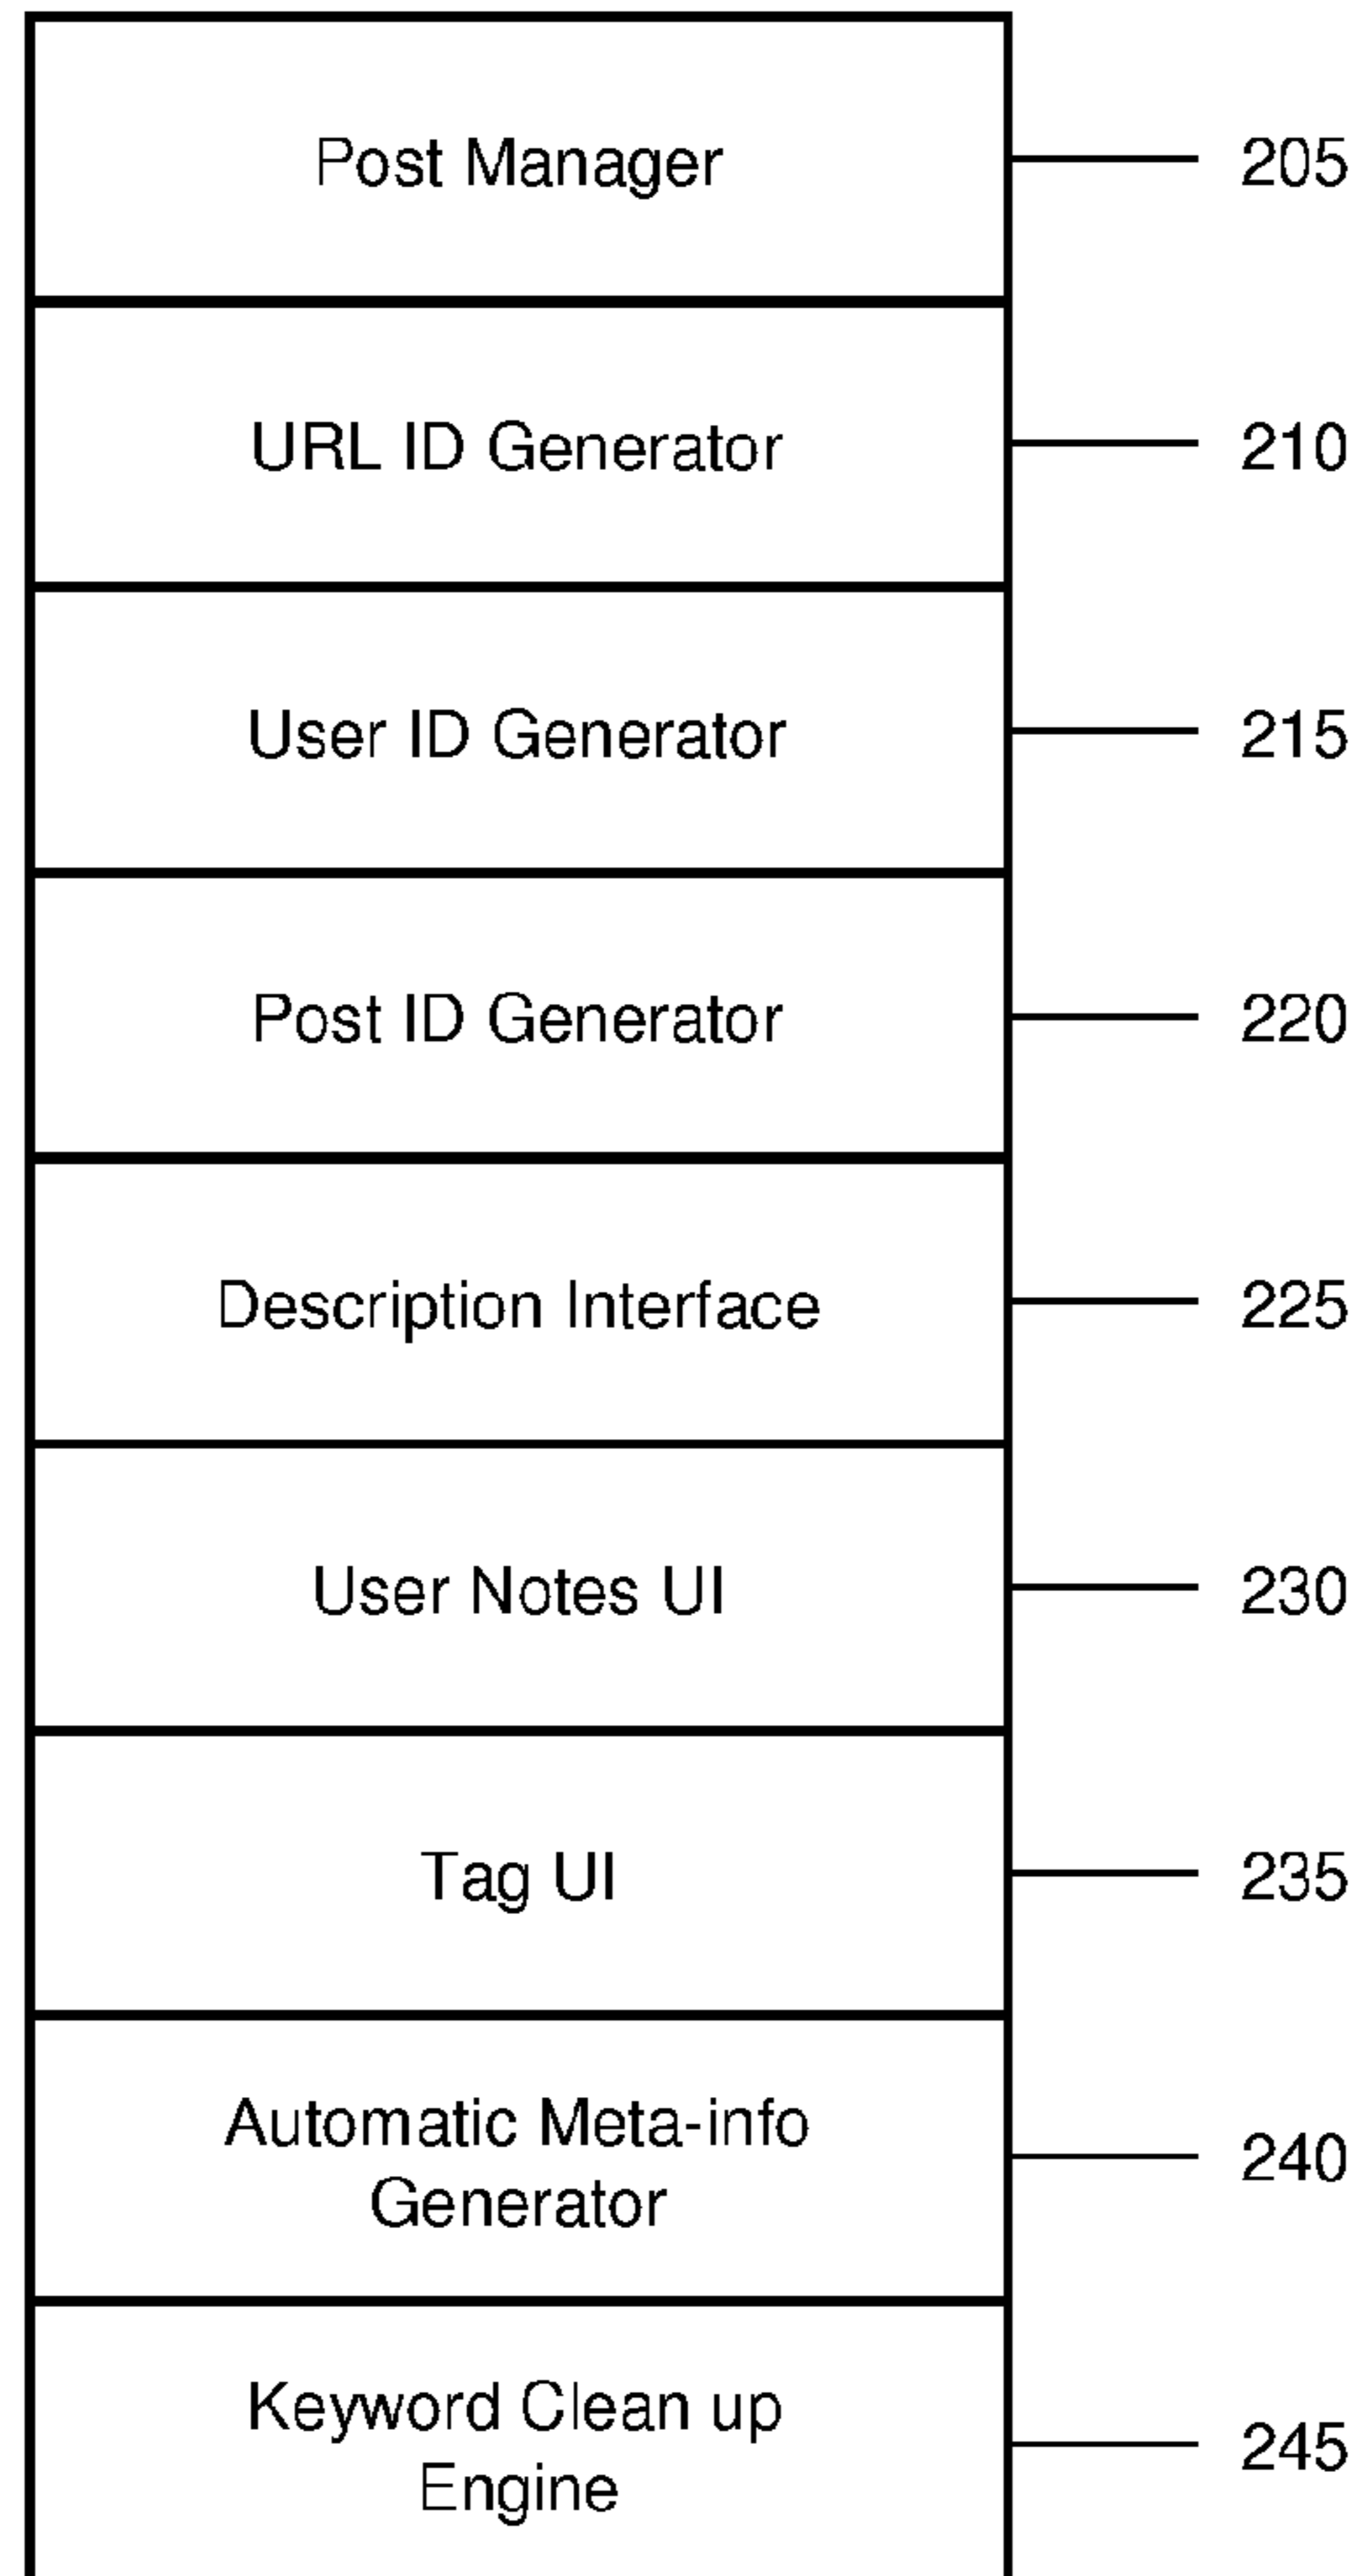 Post Manager 205
URL ID Generator 210
User ID Generator 215
Post ID Generator 220
Description Interface 225
User Notes UI 230
Tag UI 235
Automatic Meta-info
Generator 240
Keyword Clean up
Engine 245